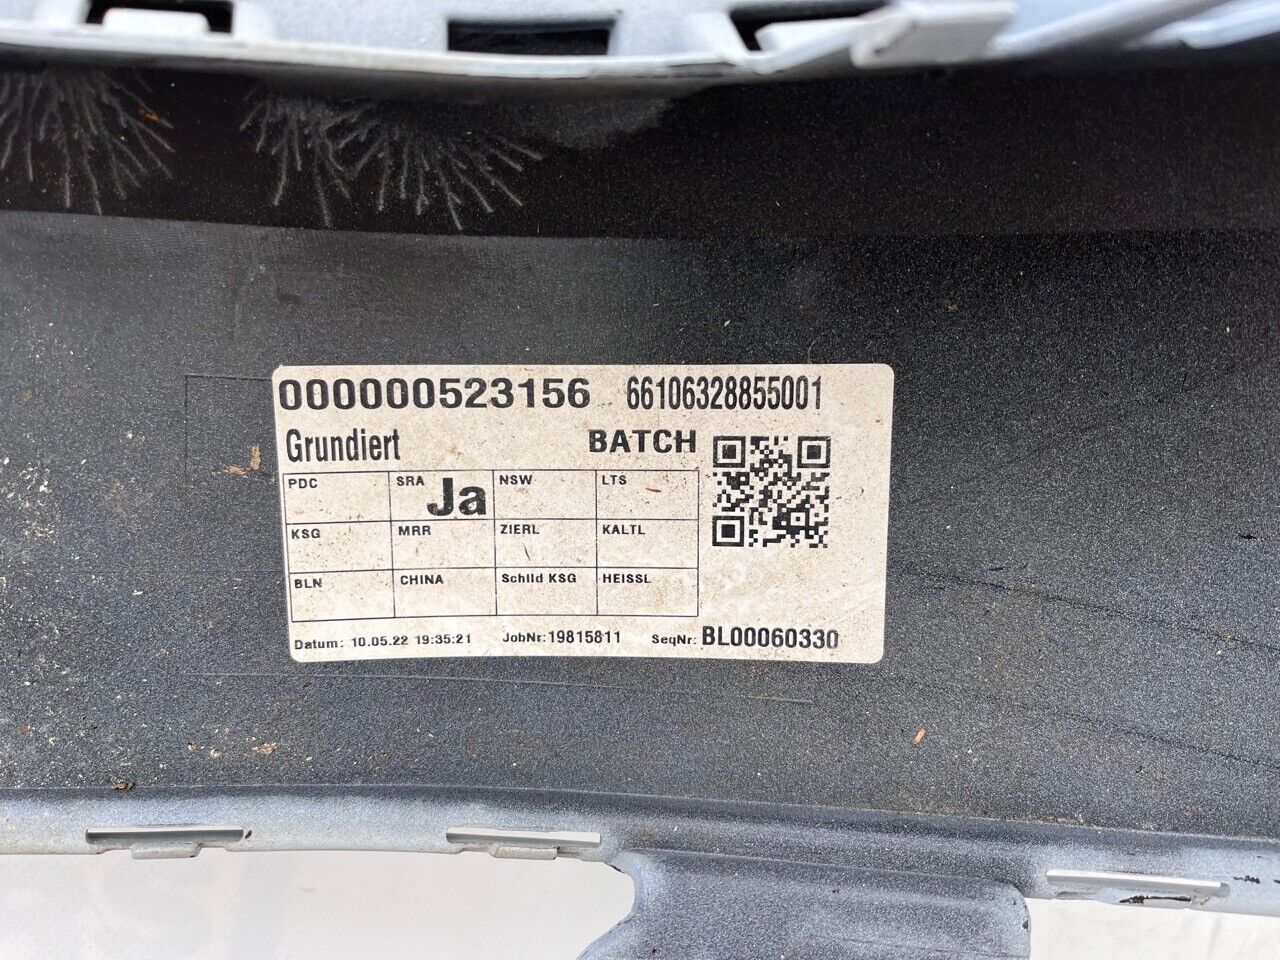 000000523156 66106328855001
Grundiert BATCH
PDC SRA Ja NSW LTS
KSG MRR ZIERL KALTL
BLN CHINA Schild KSG HEISSL
Datum: 10.05.22 19:35:21 JobNr: 19815811 SeqNr: BL00060330